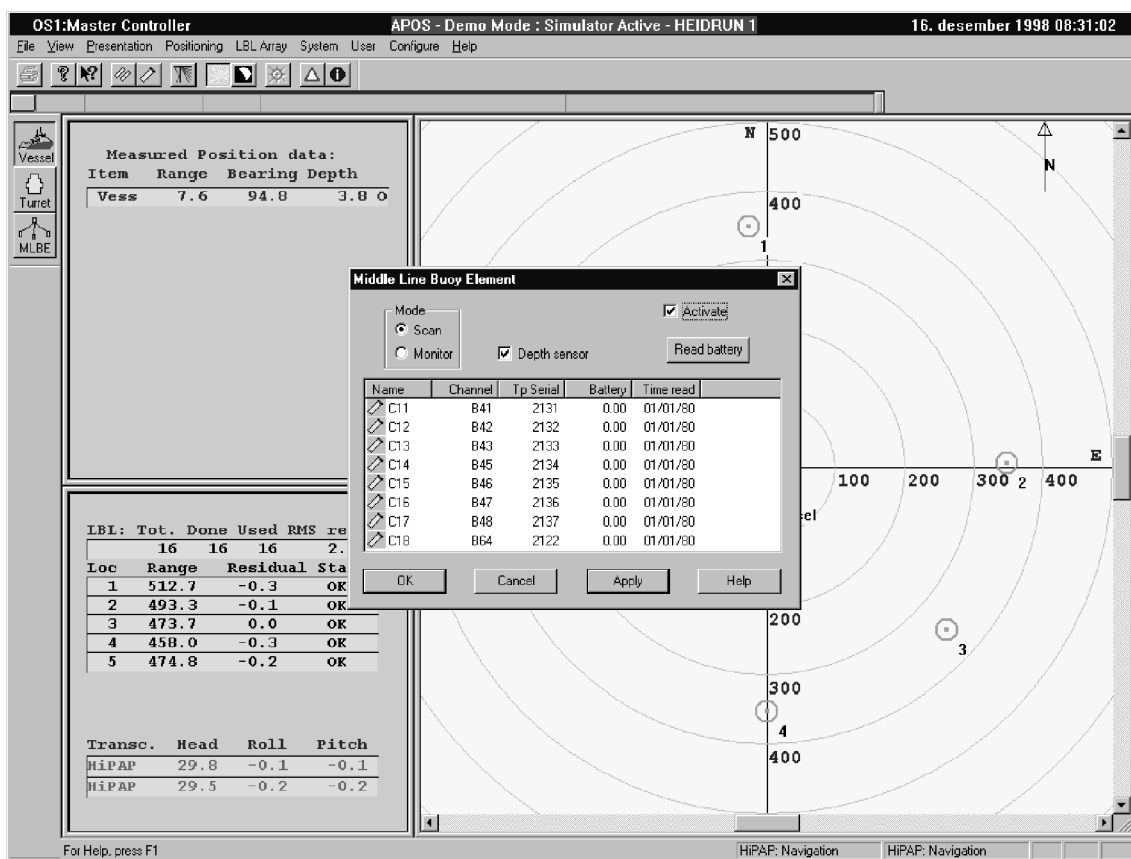 OS1:Master Controller APOS - Demo Mode : Simulator Active - HEIDRUN 1 16. desember 1998 08:31:02
File View Presentation Positioning LBL Array System User Configure Help
Vessel
Turret
MLBE
Measured Position data:
Item Range Bearing Depth
Vess 7.6 94.8 3.8 O
LBL: Tot. Done Used RMS re
16 16 16 2.
Loc Range Residual Sta
1 512.7 -0.3 OK
2 493.3 -0.1 OK
3 473.7 0.0 OK
4 458.0 -0.3 OK
5 474.8 -0.2 OK
Transc. Head Roll Pitch
HiPAP 29.8 -0.1 -0.1
HiPAP 29.5 -0.2 -0.2
N 500
N
400
1
Middle Line Buoy Element
Mode
Scan
Monitor
Depth sensor
Activate
Read battery
Name Channel Tp Serial Battery Time read
C11 B41 2131 0.00 01/01/80
C12 B42 2132 0.00 01/01/80
C13 B43 2133 0.00 01/01/80
C14 B45 2134 0.00 01/01/80
C15 B46 2135 0.00 01/01/80
C16 B47 2136 0.00 01/01/80
C17 B48 2137 0.00 01/01/80
C18 B64 2122 0.00 01/01/80
OK Cancel Apply Help
E
100 200 300 2 400
sel
200
3
300
4
400
For Help, press F1 HiPAP: Navigation HiPAP: Navigation